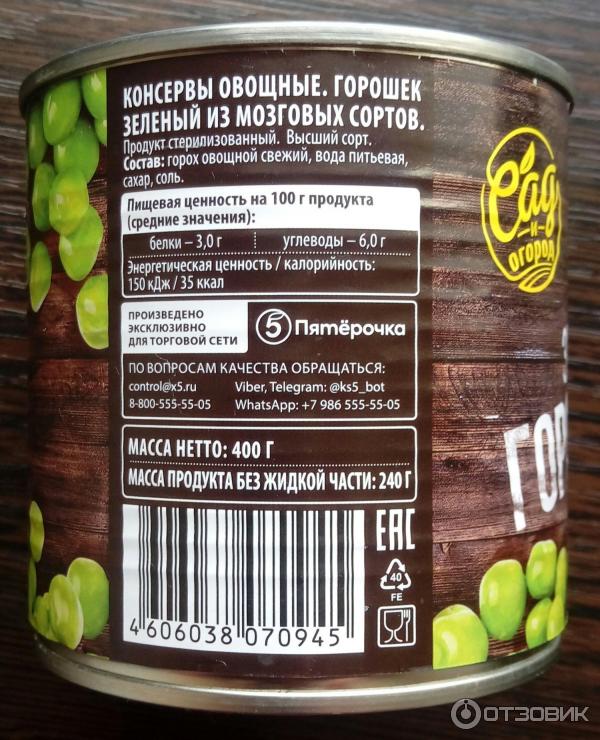 КОНСЕРВЫ ОВОЩНЫЕ. ГОРОШЕК
ЗЕЛЕНЫЙ ИЗ МОЗГОВЫХ СОРТОВ.
Продукт стерилизованный. Высший сорт.
Состав: горох овощной свежий, вода питьевая,
сахар, соль.
Пищевая ценность на 100 г продукта
(средние значения):
белки – 3,0 г
углеводы – 6,0 г
Энергетическая ценность / калорийность:
150 кДж / 35 ккал
ПРОИЗВЕДЕНО
ЭКСКЛЮЗИВНО
ДЛЯ ТОРГОВОЙ СЕТИ
5 Пятёрочка
ПО ВОПРОСАМ КАЧЕСТВА ОБРАЩАТЬСЯ:
control@x5.ru Viber, Telegram: @ks5_bot
8-800-555-55-05 WhatsApp: +7 986 555-55-05
МАССА НЕТТО: 400 Г
МАССА ПРОДУКТА БЕЗ ЖИДКОЙ ЧАСТИ: 240 Г
4 606038 070945
EAC
40
FE
Сад
и
огород
ГОР
ОТЗОВИК